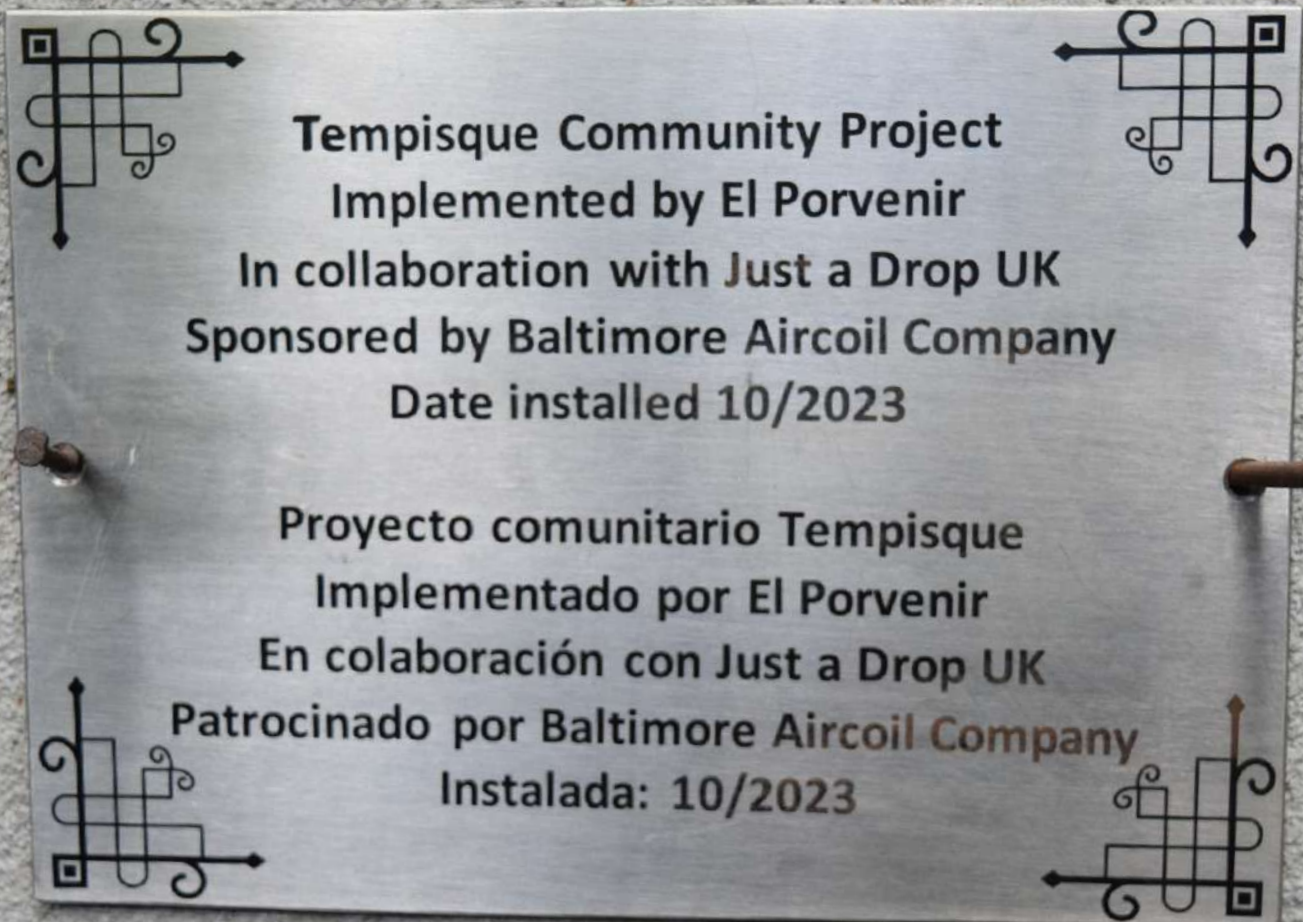 Tempisque Community Project
Implemented by El Porvenir
In collaboration with Just a Drop UK
Sponsored by Baltimore Aircoil Company
Date installed 10/2023
Proyecto comunitario Tempisque
Implementado por El Porvenir
En colaboración con Just a Drop UK
Patrocinado por Baltimore Aircoil Company
Instalada: 10/2023